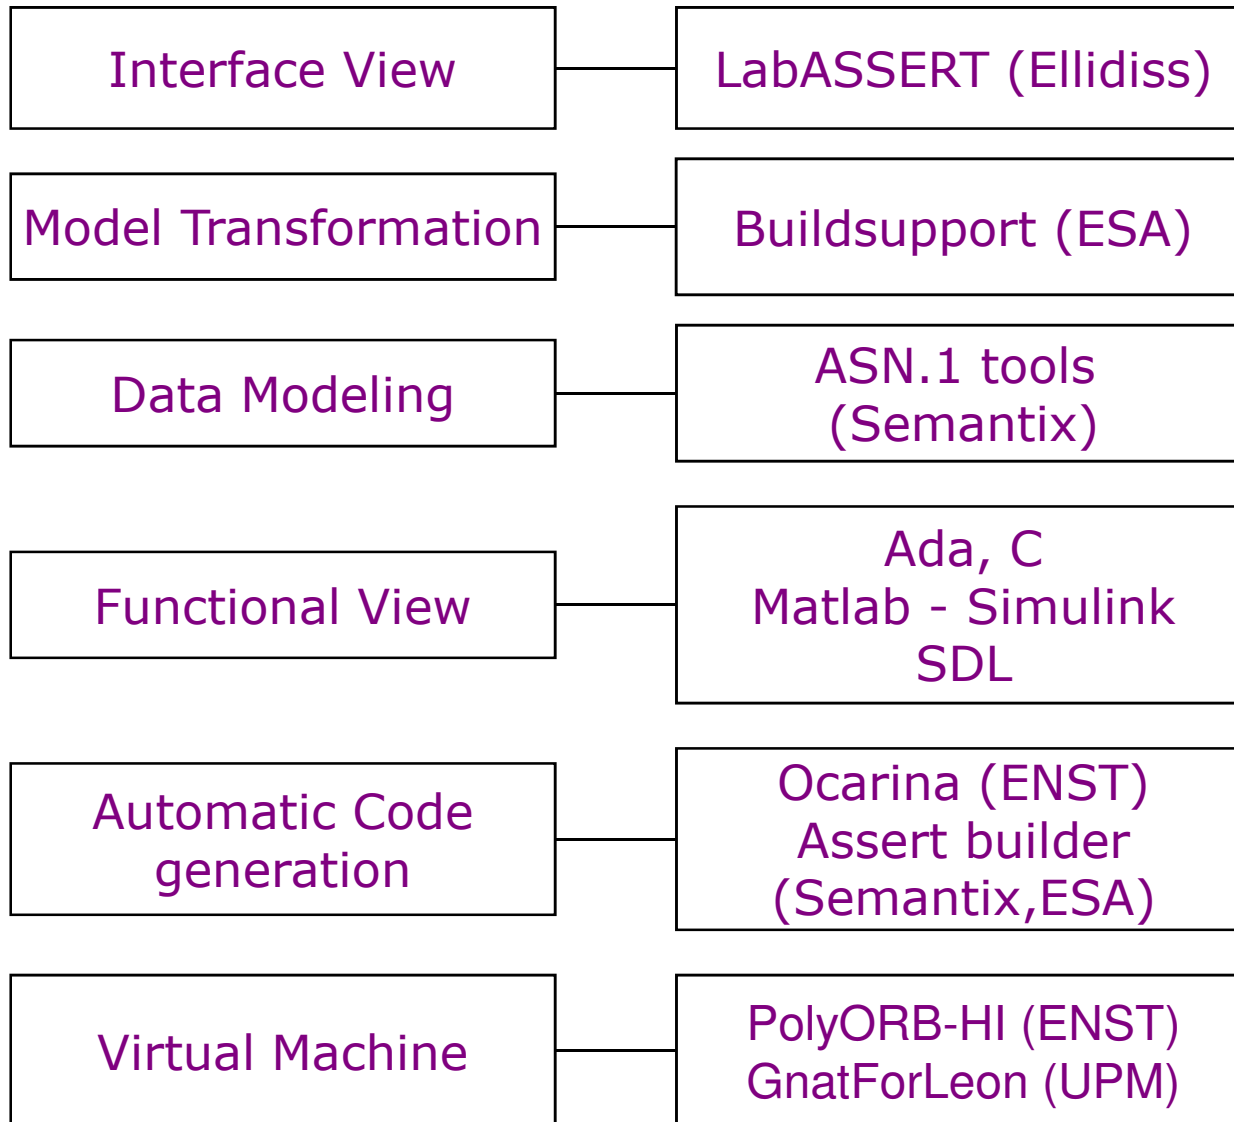 Interface View
LabASSERT (Ellidiss)
Model Transformation
Buildsupport (ESA)
Data Modeling
ASN.1 tools
(Semantix)
Functional View
Ada, C
Matlab - Simulink
SDL
Automatic Code
generation
Ocarina (ENST)
Assert builder
(Semantix,ESA)
Virtual Machine
PolyORB-HI (ENST)
GnatForLeon (UPM)